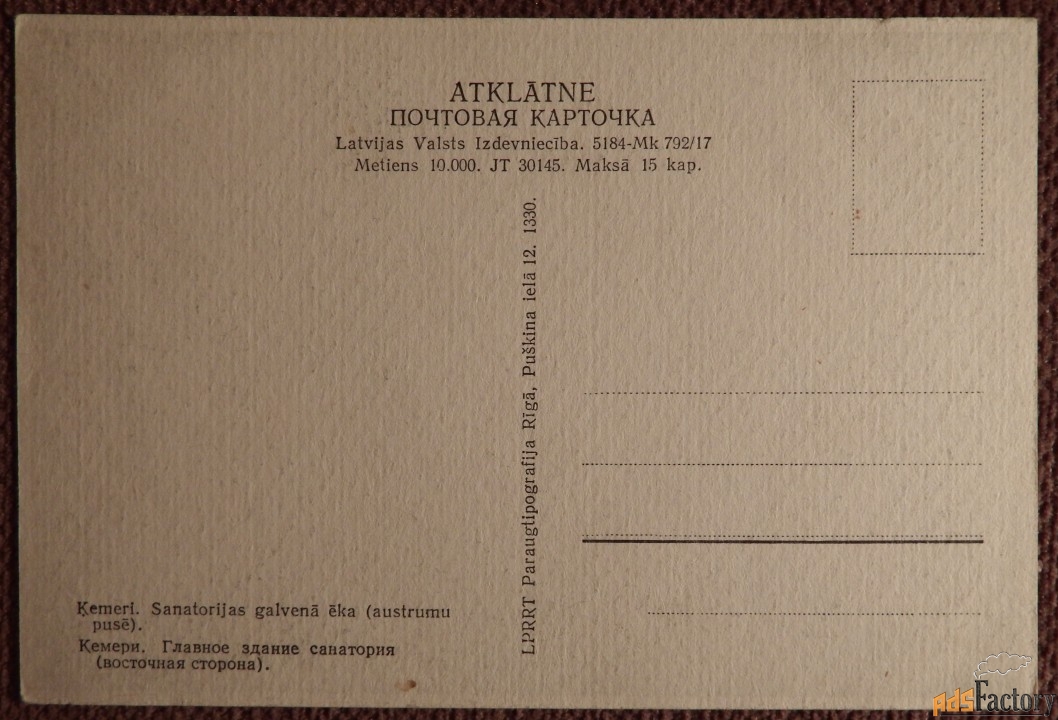 ATKLĀTNE
ПОЧТОВАЯ КАРТОЧКА
Latvijas Valsts Izdevniecība. 5184-Mk 792/17
Metiens 10.000. JT 30145. Maksā 15 kap.
LPRRT Paraugtipografija Rīgā, Puškina ielā 12. 1330.
Ķemeri. Sanatorijas galvenā ēka (austrumu
pusē).
Кемери. Главное здание санатория
(восточная сторона).
AdsFactory